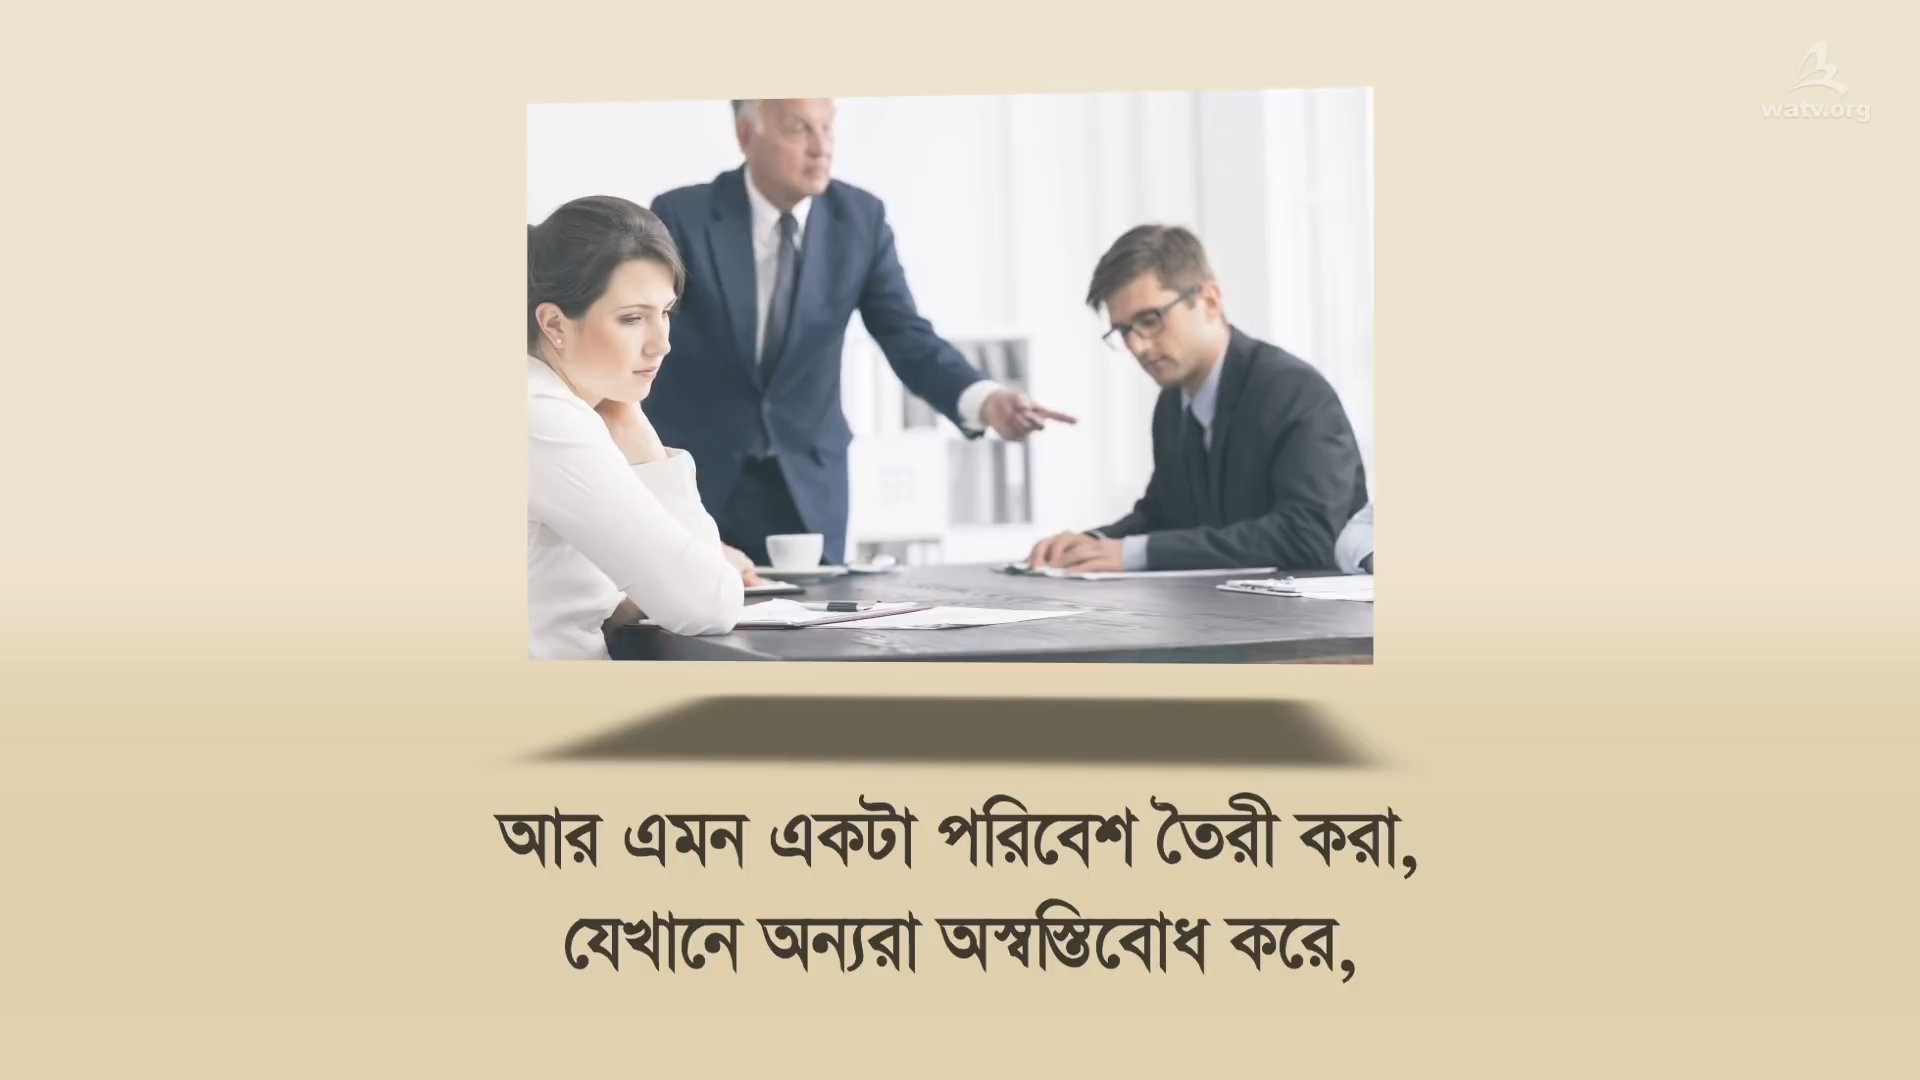 watv.org
আর এমন একটা পরিবেশ তৈরী করা,
যেখানে অন্যরা অস্বস্তিবোধ করে,